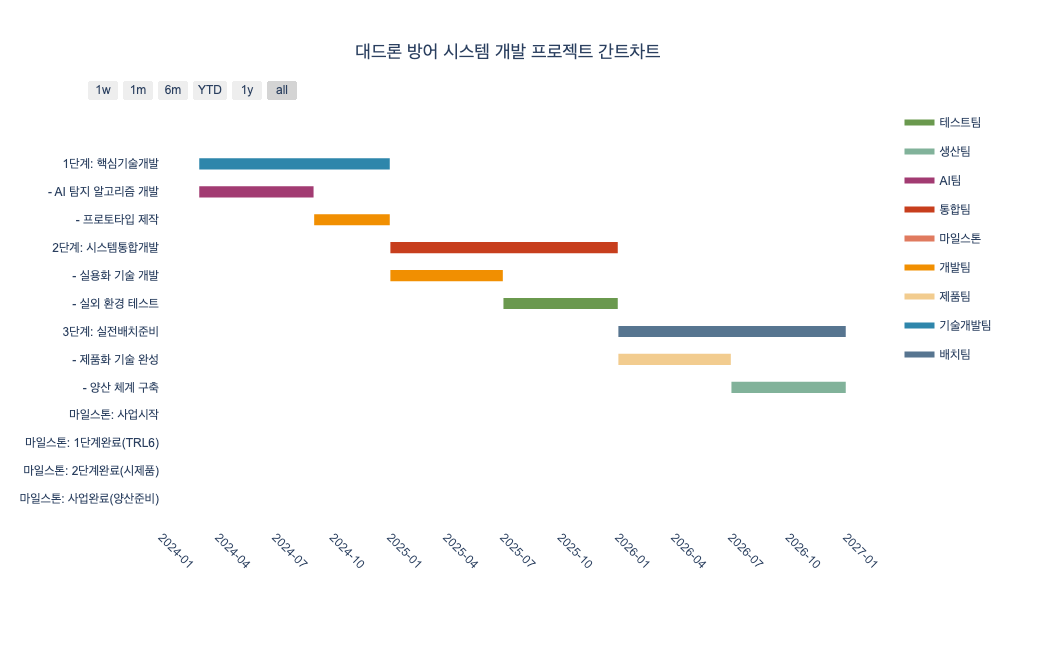 대드론 방어 시스템 개발 프로젝트 간트차트
1w 1m 6m YTD 1y all
테스트팀
생산팀
AI팀
통합팀
마일스톤
개발팀
제품팀
기술개발팀
배치팀
1단계: 핵심기술개발
- AI 탐지 알고리즘 개발
- 프로토타입 제작
2단계: 시스템통합개발
- 실용화 기술 개발
- 실외 환경 테스트
3단계: 실전배치준비
- 제품화 기술 완성
- 양산 체계 구축
마일스톤: 사업시작
마일스톤: 1단계완료(TRL6)
마일스톤: 2단계완료(시제품)
마일스톤: 사업완료(양산준비)
2024-01 2024-04 2024-07 2024-10 2025-01 2025-04 2025-07 2025-10 2026-01 2026-04 2026-07 2026-10 2027-01